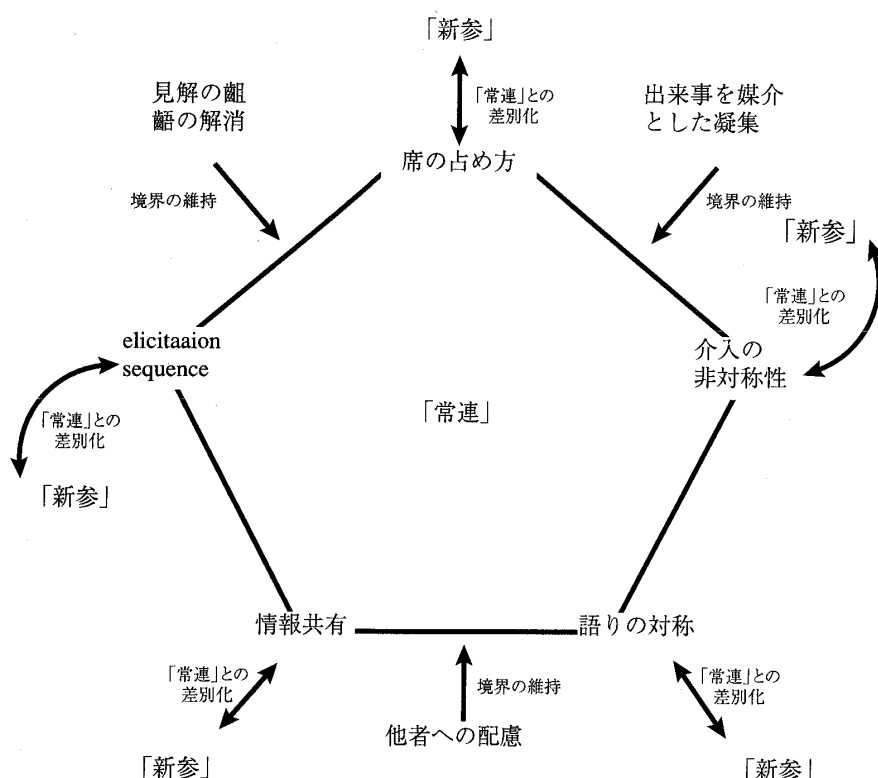 「新参」
見解の齟
齬の解消
「常連」との
差別化
出来事を媒介
とした凝集
席の占め方
境界の維持
境界の維持
「新参」
「常連」との
差別化
elicitaaion
sequence
介入の
非対称性
「常連」
「常連」との
差別化
「新参」
情報共有
語りの対称
「常連」との
差別化
境界の維持
「常連」との
差別化
他者への配慮
「新参」
「新参」